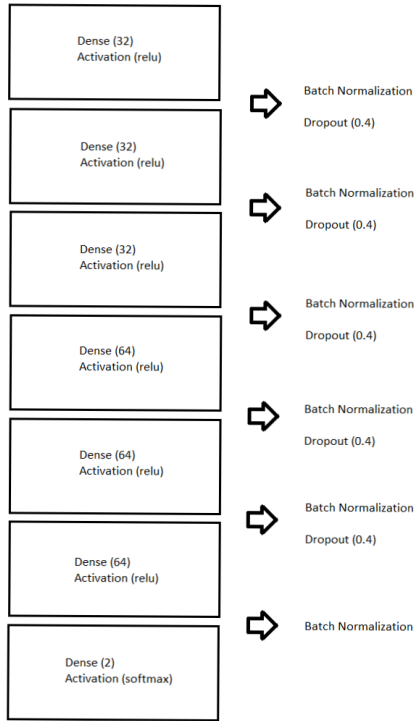 Dense (32)
Activation (relu)
Batch Normalization
Dropout (0.4)
Dense (32)
Activation (relu)
Batch Normalization
Dropout (0.4)
Dense (32)
Activation (relu)
Batch Normalization
Dropout (0.4)
Dense (64)
Activation (relu)
Batch Normalization
Dropout (0.4)
Dense (64)
Activation (relu)
Batch Normalization
Dropout (0.4)
Dense (64)
Activation (relu)
Batch Normalization
Dense (2)
Activation (softmax)